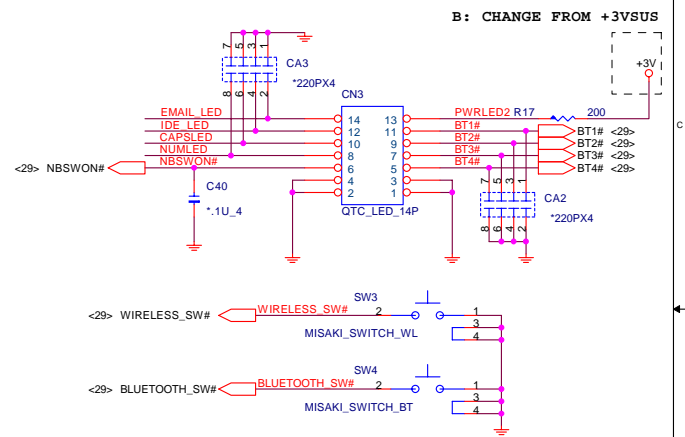 B: CHANGE FROM +3VSUS
+3V
7 5 3 1
CA3
*220PX4
8 6 4 2
CN3
EMAIL_LED 14 13 PWRLED2 R17 200
IDE_LED 12 11 BT1# BT1# <29>
CAPSLED 10 9 BT2# BT2# <29>
NUMLED 8 7 BT3# BT3# <29>
<29> NBSWON# NBSWON# 6 5 BT4# BT4# <29>
4 3
2 1
QTC_LED_14P
C40
*.1U_4
7 5 3 1
CA2
*220PX4
8 6 4 2
C
SW3
<29> WIRELESS_SW# WIRELESS_SW# 2 1
3
4
MISAKI_SWITCH_WL
SW4
<29> BLUETOOTH_SW# BLUETOOTH_SW# 2 1
3
4
MISAKI_SWITCH_BT